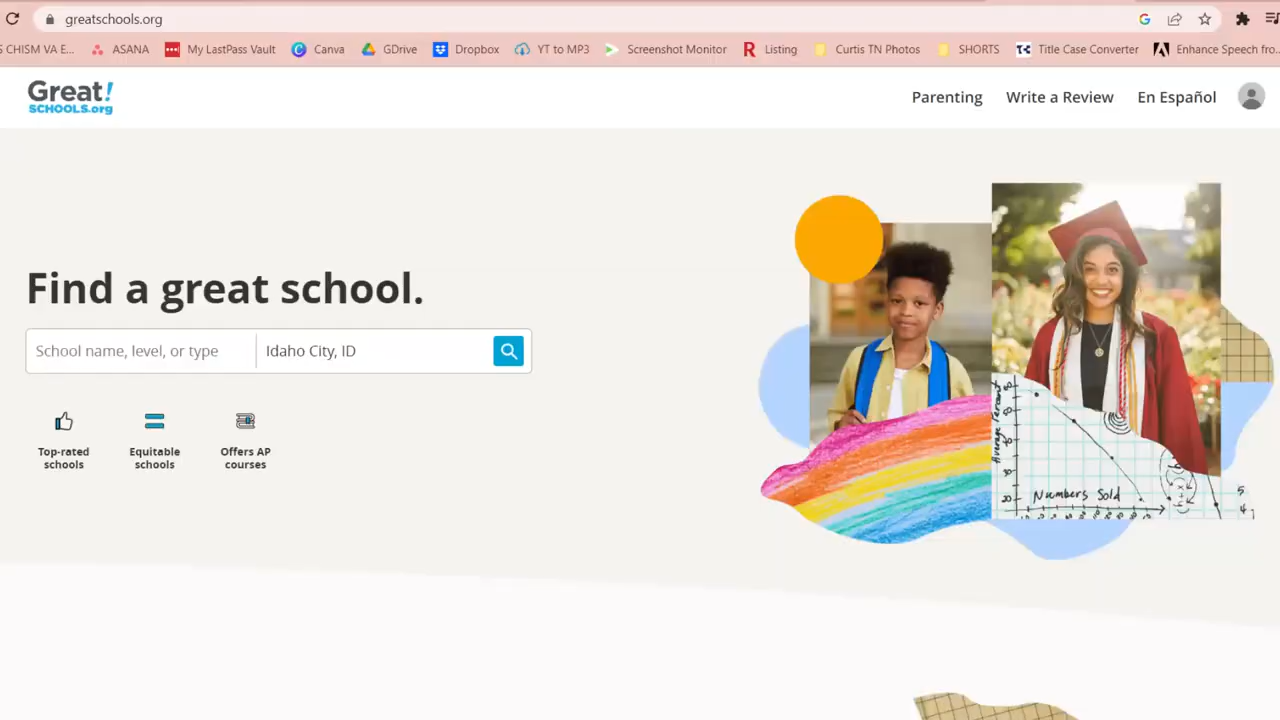 greatschools.org
S CHISM VA E... ASANA My LastPass Vault Canva GDrive Dropbox YT to MP3 Screenshot Monitor Listing Curtis TN Photos SHORTS Title Case Converter Enhance Speech fro...
Great!
SCHOOLS.org
Parenting Write a Review En Español
Find a great school.
School name, level, or type Idaho City, ID
Top-rated schools
Equitable schools
Offers AP courses
Average Percent
Numbers Sold